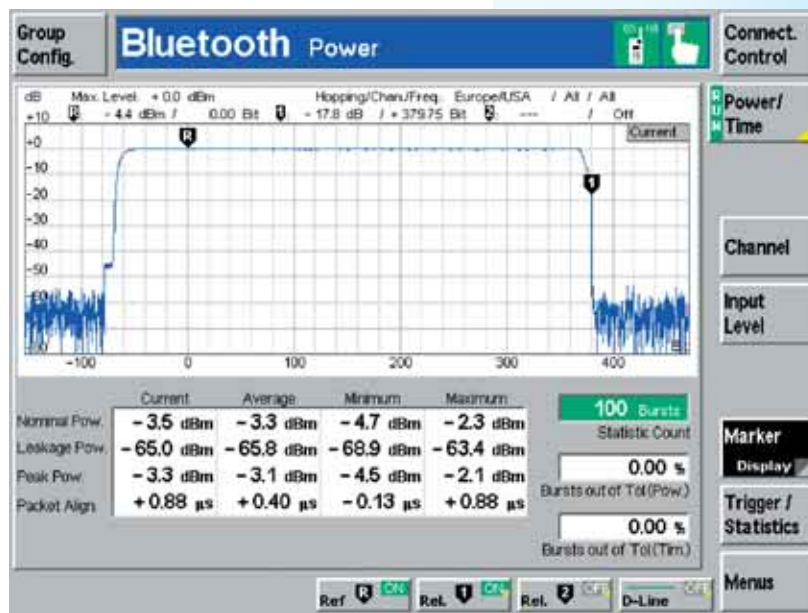 Group
Config.
Bluetooth Power
Connect.
Control
dB Max. Level: + 0.0 dBm Hopping/Chan./Freq. Europe/USA / All / All
+10 R - 4.4 dBm / 0.00 Bit 1 - 17.8 dB / + 379.75 Bit 2 --- / Off
Current
R
+0
-10
1
-20
-30
-40
-50
-60
-100 0 100 200 300 400
RUN
Power/
Time
Channel
Input
Level
Marker
Display
Trigger /
Statistics
Menus
Current Average Minimum Maximum
Nominal Pow. - 3.5 dBm - 3.3 dBm - 4.7 dBm - 2.3 dBm
Leakage Pow. - 65.0 dBm - 65.8 dBm - 68.9 dBm - 63.4 dBm
Peak Pow. - 3.3 dBm - 3.1 dBm - 4.5 dBm - 2.1 dBm
Packet Align. + 0.88 µs + 0.40 µs - 0.13 µs + 0.88 µs
100 Bursts
Statistic Count
0.00 %
Bursts out of Tol(Pow.)
0.00 %
Bursts out of Tol(Tim.)
Ref R ON
Rel. 1 ON
Rel. 2 OFF
D-Line OFF